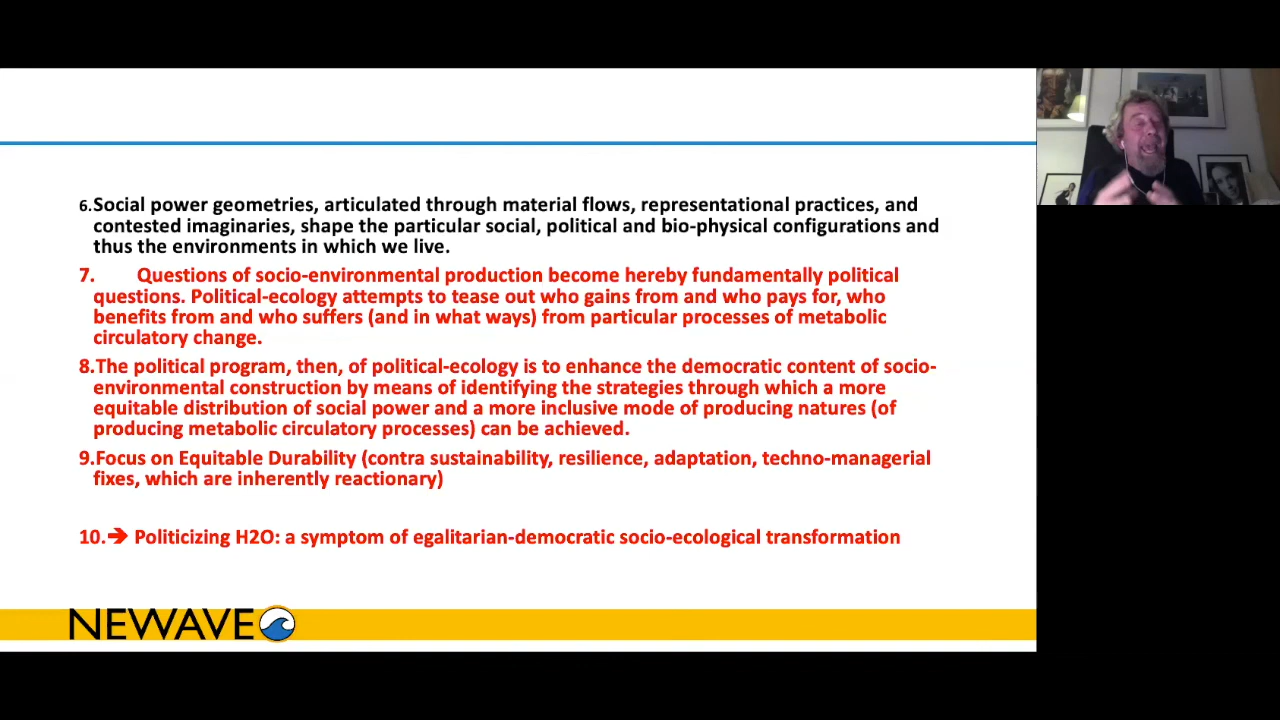 6.Social power geometries, articulated through material flows, representational practices, and
contested imaginaries, shape the particular social, political and bio-physical configurations and
thus the environments in which we live.
7. Questions of socio-environmental production become hereby fundamentally political
questions. Political-ecology attempts to tease out who gains from and who pays for, who
benefits from and who suffers (and in what ways) from particular processes of metabolic
circulatory change.
8.The political program, then, of political-ecology is to enhance the democratic content of socio-
environmental construction by means of identifying the strategies through which a more
equitable distribution of social power and a more inclusive mode of producing natures (of
producing metabolic circulatory processes) can be achieved.
9.Focus on Equitable Durability (contra sustainability, resilience, adaptation, techno-managerial
fixes, which are inherently reactionary)
10.➔ Politicizing H2O: a symptom of egalitarian-democratic socio-ecological transformation
NEWAVE